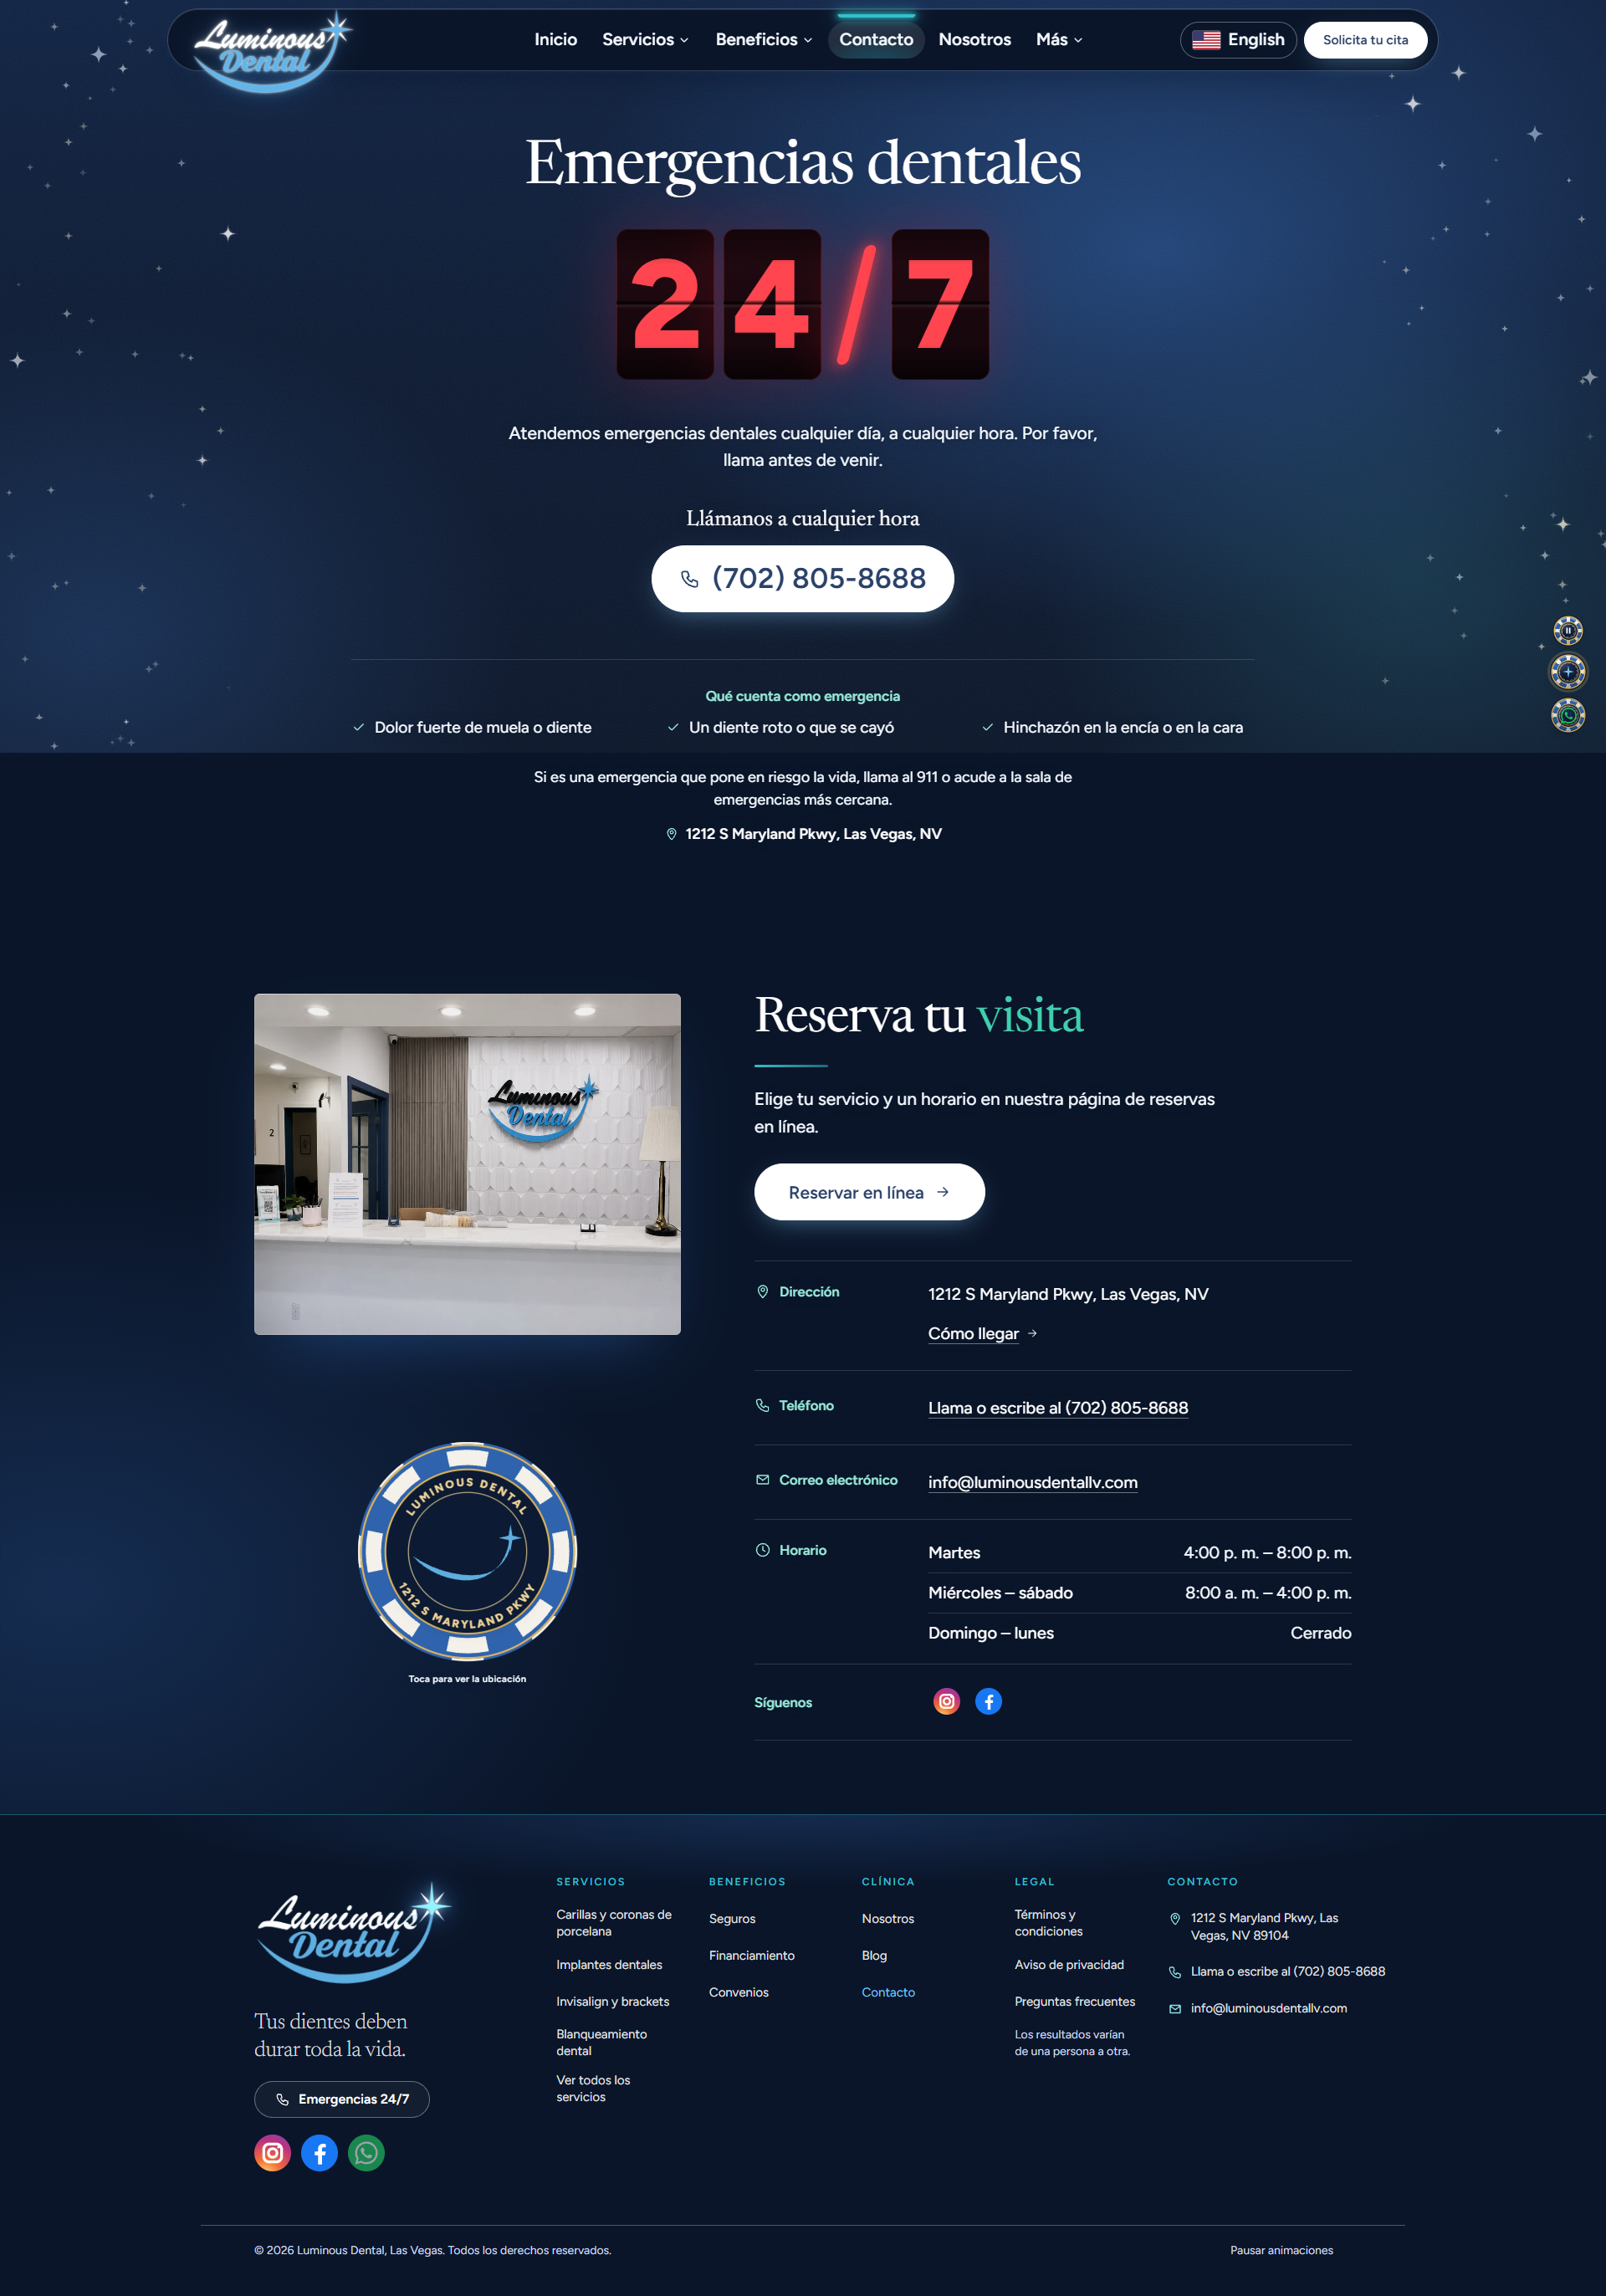 Luminous
Dental
Inicio
Servicios
Beneficios
Contacto
Nosotros
Más
English
Solicita tu cita
Emergencias dentales
24/7
Atendemos emergencias dentales cualquier día, a cualquier hora. Por favor,
llama antes de venir.
Llámanos a cualquier hora
(702) 805-8688
Qué cuenta como emergencia
Dolor fuerte de muela o diente
Un diente roto o que se cayó
Hinchazón en la encía o en la cara
Si es una emergencia que pone en riesgo la vida, llama al 911 o acude a la sala de
emergencias más cercana.
1212 S Maryland Pkwy, Las Vegas, NV
Luminous
Dental
2
LUMINOUS DENTAL
1212 S MARYLAND PKWY
Toca para ver la ubicación
Reserva tu visita
Elige tu servicio y un horario en nuestra página de reservas
en línea.
Reservar en línea
Dirección
1212 S Maryland Pkwy, Las Vegas, NV
Cómo llegar
Teléfono
Llama o escribe al (702) 805-8688
Correo electrónico
info@luminousdentallv.com
Horario
Martes 4:00 p. m. – 8:00 p. m.
Miércoles – sábado 8:00 a. m. – 4:00 p. m.
Domingo – lunes Cerrado
Síguenos
Luminous
Dental
Tus dientes deben
durar toda la vida.
Emergencias 24/7
SERVICIOS
Carillas y coronas de
porcelana
Implantes dentales
Invisalign y brackets
Blanqueamiento
dental
Ver todos los
servicios
BENEFICIOS
Seguros
Financiamiento
Convenios
CLÍNICA
Nosotros
Blog
Contacto
LEGAL
Términos y
condiciones
Aviso de privacidad
Preguntas frecuentes
Los resultados varían
de una persona a otra.
CONTACTO
1212 S Maryland Pkwy, Las
Vegas, NV 89104
Llama o escribe al (702) 805-8688
info@luminousdentallv.com
© 2026 Luminous Dental, Las Vegas. Todos los derechos reservados.
Pausar animaciones